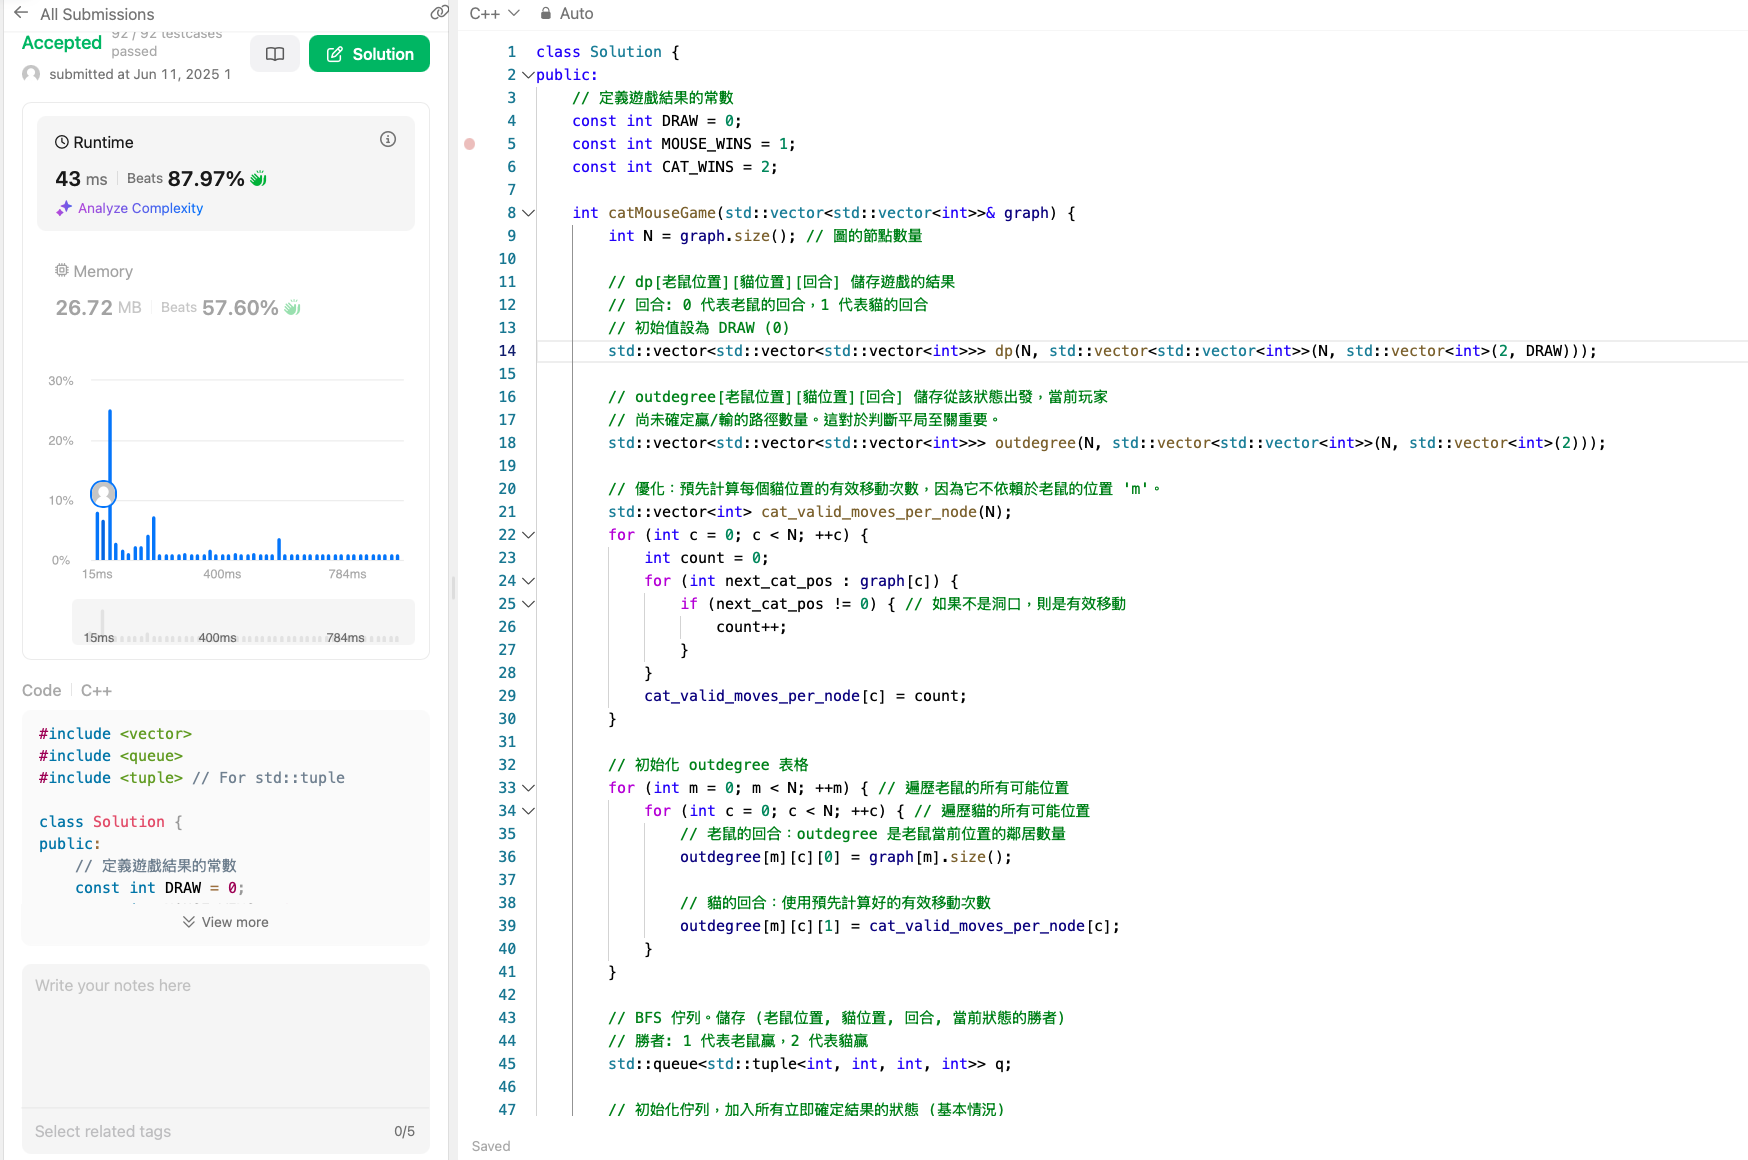 All Submissions
Accepted
92 / 92 testcases
passed
Solution
submitted at Jun 11, 2025 1
Runtime
43 ms
Beats 87.97%
Analyze Complexity
Memory
26.72 MB
Beats 57.60%
30%
20%
10%
0%
15ms 400ms 784ms
15ms 400ms 784ms
Code C++
#include <vector>
#include <queue>
#include <tuple> // For std::tuple
class Solution {
public:
// 定義遊戲結果的常數
const int DRAW = 0;
View more
Write your notes here
Select related tags 0/5
C++ Auto
1 class Solution {
2 public:
3 // 定義遊戲結果的常數
4 const int DRAW = 0;
5 const int MOUSE_WINS = 1;
6 const int CAT_WINS = 2;
7
8 int catMouseGame(std::vector<std::vector<int>>& graph) {
9 int N = graph.size(); // 圖的節點數量
10
11 // dp[老鼠位置][貓位置][回合] 儲存遊戲的結果
12 // 回合: 0 代表老鼠的回合，1 代表貓的回合
13 // 初始值設為 DRAW (0)
14 std::vector<std::vector<std::vector<int>>> dp(N, std::vector<std::vector<int>>(N, std::vector<int>(2, DRAW)));
15
16 // outdegree[老鼠位置][貓位置][回合] 儲存從該狀態出發，當前玩家
17 // 尚未確定贏/輸的路徑數量。這對於判斷平局至關重要。
18 std::vector<std::vector<std::vector<int>>> outdegree(N, std::vector<std::vector<int>>(N, std::vector<int>(2)));
19
20 // 優化：預先計算每個貓位置的有效移動次數，因為它不依賴於老鼠的位置 'm'。
21 std::vector<int> cat_valid_moves_per_node(N);
22 for (int c = 0; c < N; ++c) {
23 int count = 0;
24 for (int next_cat_pos : graph[c]) {
25 if (next_cat_pos != 0) { // 如果不是洞口，則是有效移動
26 count++;
27 }
28 }
29 cat_valid_moves_per_node[c] = count;
30 }
31
32 // 初始化 outdegree 表格
33 for (int m = 0; m < N; ++m) { // 遍歷老鼠的所有可能位置
34 for (int c = 0; c < N; ++c) { // 遍歷貓的所有可能位置
35 // 老鼠的回合：outdegree 是老鼠當前位置的鄰居數量
36 outdegree[m][c][0] = graph[m].size();
37
38 // 貓的回合：使用預先計算好的有效移動次數
39 outdegree[m][c][1] = cat_valid_moves_per_node[c];
40 }
41 }
42
43 // BFS 佇列。儲存 (老鼠位置, 貓位置, 回合, 當前狀態的勝者)
44 // 勝者: 1 代表老鼠贏，2 代表貓贏
45 std::queue<std::tuple<int, int, int, int>> q;
46
47 // 初始化佇列，加入所有立即確定結果的狀態 (基本情況)
Saved